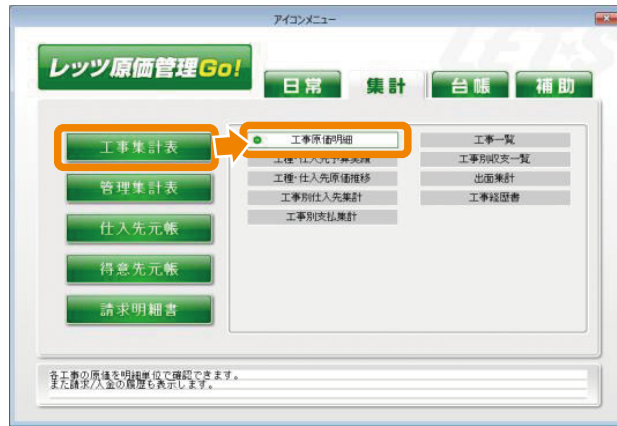 アイコンメニュー
レッツ原価管理Go!
日常 集計 台帳 補助
工事集計表
管理集計表
仕入先元帳
得意先元帳
請求明細書
工事原価明細
工種・仕入先予算実績
工種・仕入先原価推移
工事別仕入先集計
工事別支払集計
工事一覧
工事別収支一覧
出面集計
工事経歴書
各工事の原価を明細単位で確認できます。
また請求/入金の履歴も表示します。